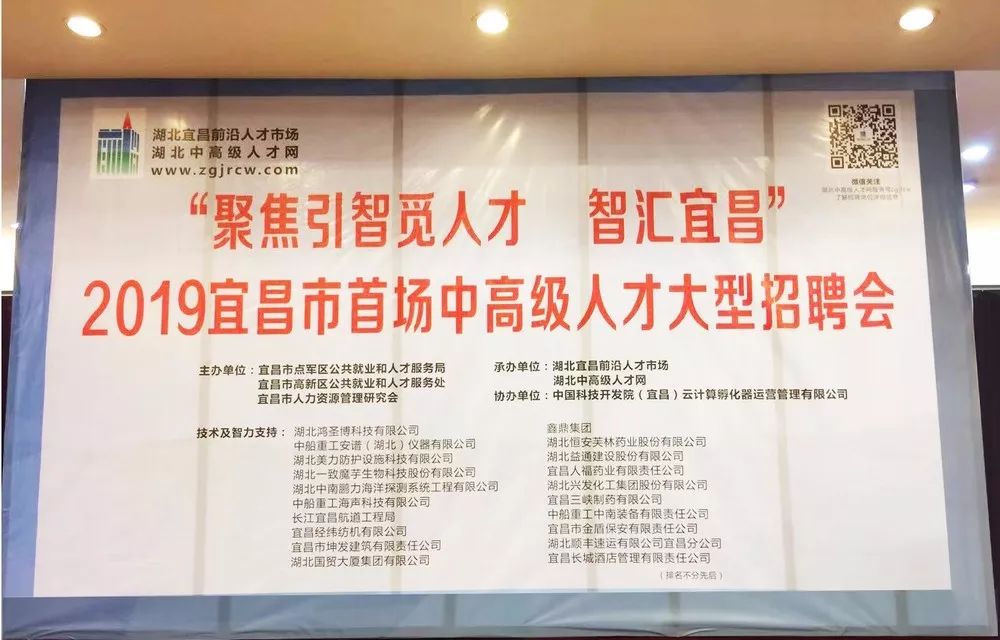 湖北宜昌前沿人才市场
湖北中高级人才网
www.zgjrcw.com
微信关注
“聚焦引智觅人才 智汇宜昌”
2019宜昌市首场中高级人才大型招聘会
主办单位：宜昌市点军区公共就业和人才服务局
宜昌市高新区公共就业和人才服务处
宜昌市人力资源管理研究会
承办单位：湖北宜昌前沿人才市场
湖北中高级人才网
协办单位：中国科技开发院（宜昌）云计算孵化器运营管理有限公司
技术及智力支持：湖北鸿圣博科技有限公司
中船重工安谱（湖北）仪器有限公司
湖北美力防护设施科技有限公司
湖北一致魔芋生物科技股份有限公司
湖北中南鹏力海洋探测系统工程有限公司
中船重工海声科技有限公司
长江宜昌航道工程局
宜昌经纬纺机有限公司
宜昌市坤发建筑有限责任公司
湖北国贸大厦集团有限公司
鑫鼎集团
湖北恒安芙林药业股份有限公司
湖北益通建设股份有限公司
宜昌人福药业有限责任公司
湖北兴发化工集团股份有限公司
宜昌三峡制药有限公司
中船重工中南装备有限责任公司
宜昌市金盾保安有限责任公司
湖北顺丰速运有限公司宜昌分公司
宜昌长城酒店管理有限责任公司
（排名不分先后）